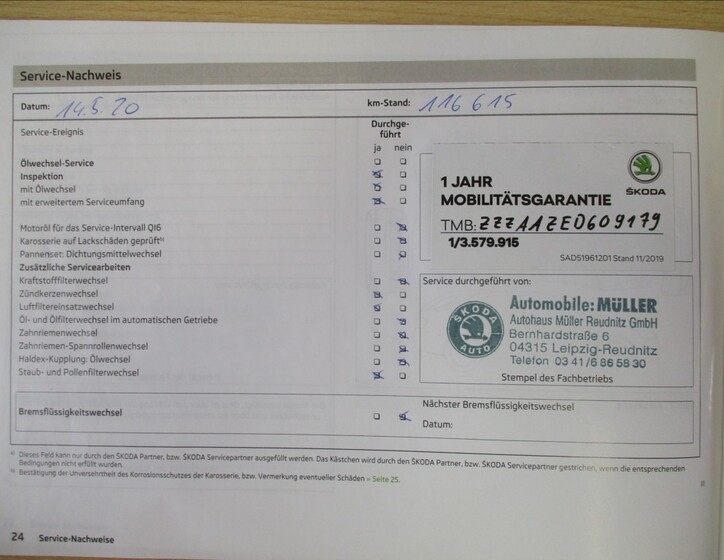 Service-Nachweis
Datum: 14.5.20 km-Stand: 116 615
Service-Ereignis Durchge-
führt
ja nein
Ölwechsel-Service
Inspektion
mit Ölwechsel
mit erweitertem Serviceumfang
Motoröl für das Service-Intervall QI6
Karosserie auf Lackschäden geprüft
Pannenset: Dichtungsmittelwechsel
Zusätzliche Servicearbeiten
Kraftstofffilterwechsel
Zündkerzenwechsel
Luftfiltereinsatzwechsel
Öl- und Ölfilterwechsel im automatischen Getriebe
Zahnriemenwechsel
Zahnriemen-Spannrollenwechsel
Haldex-Kupplung: Ölwechsel
Staub- und Pollenfilterwechsel
ŠKODA
1 JAHR
MOBILITÄTSGARANTIE
TMB: ZZZAAZED609179
1/3.579.915
SAD51961201 Stand 11/2019
Service durchgeführt von:
ŠKODA
AUTO
Automobile: MÜLLER
Autohaus Müller Reudnitz GmbH
Bernhardstraße 6
04315 Leipzig-Reudnitz
Telefon 03 41/6 86 58 30
Stempel des Fachbetriebs
Bremsflüssigkeitswechsel
Nächster Bremsflüssigkeitswechsel
Datum:
Dieses Feld kann nur durch den ŠKODA Partner, bzw. ŠKODA Servicepartner ausgefüllt werden. Das Kästchen wird durch den ŠKODA Partner, bzw. ŠKODA Servicepartner gestrichen, wenn die entsprechenden
Bedingungen nicht erfüllt wurden.
Bestätigung der Unversehrtheit des Korrosionsschutzes der Karosserie, bzw. Vermerkung eventueller Schäden » Seite 25.
24 Service-Nachweise